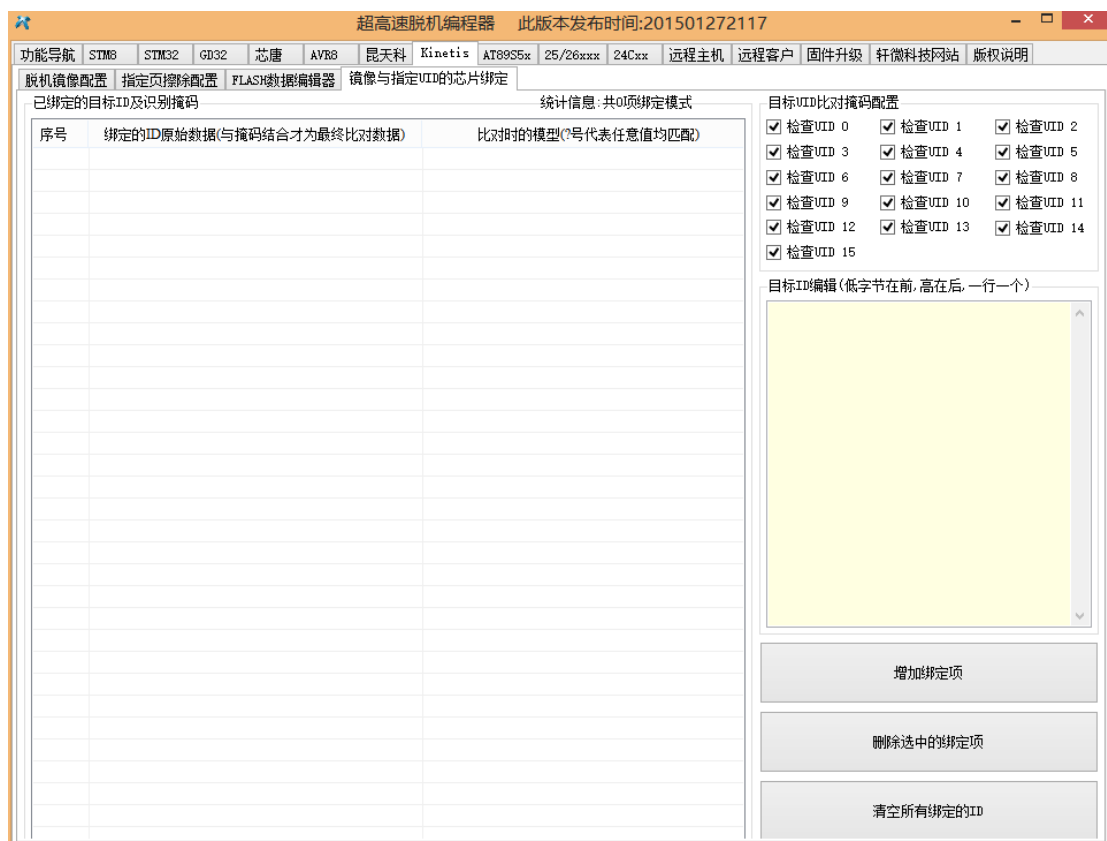 超高速脱机编程器 此版本发布时间:201501272117
功能导航 STM8 STM32 GD32 芯唐 AVR8 昆天科 Kinetis AT89S5x 25/26xxx 24Cxx 远程主机 远程客户 固件升级 轩微科技网站 版权说明
脱机镜像配置 指定页擦除配置 FLASH数据编辑器 镜像与指定UID的芯片绑定
已绑定的目标ID及识别掩码 统计信息:共0项绑定模式
序号 绑定的ID原始数据(与掩码结合才为最终比对数据) 比对时的模型(?号代表任意值均匹配)
目标UID比对掩码配置
检查UID 0 检查UID 1 检查UID 2
检查UID 3 检查UID 4 检查UID 5
检查UID 6 检查UID 7 检查UID 8
检查UID 9 检查UID 10 检查UID 11
检查UID 12 检查UID 13 检查UID 14
检查UID 15
目标ID编辑(低字节在前,高在后,一行一个)
增加绑定项
删除选中的绑定项
清空所有绑定的ID